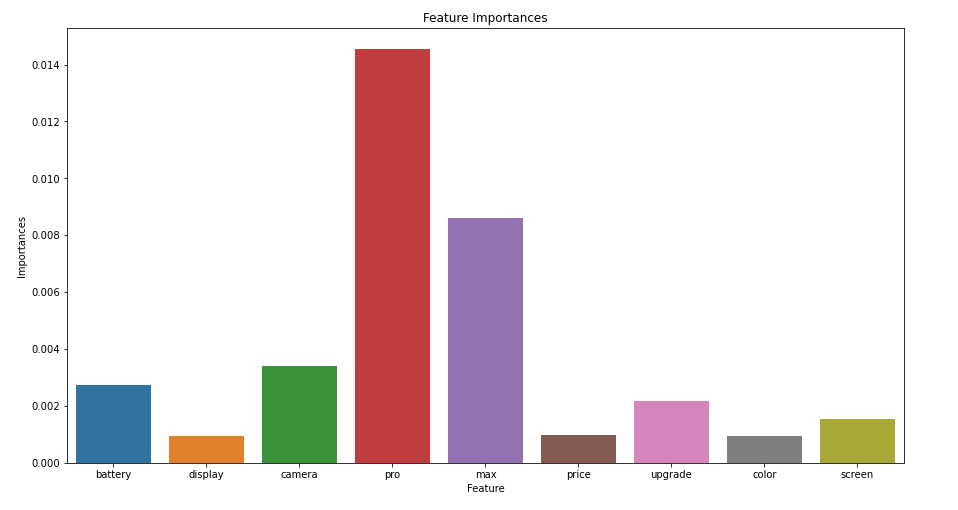 Feature Importances
0.014
0.012
0.010
0.008
0.006
0.004
0.002
0.000
Importances
battery display camera pro max price upgrade color screen
Feature